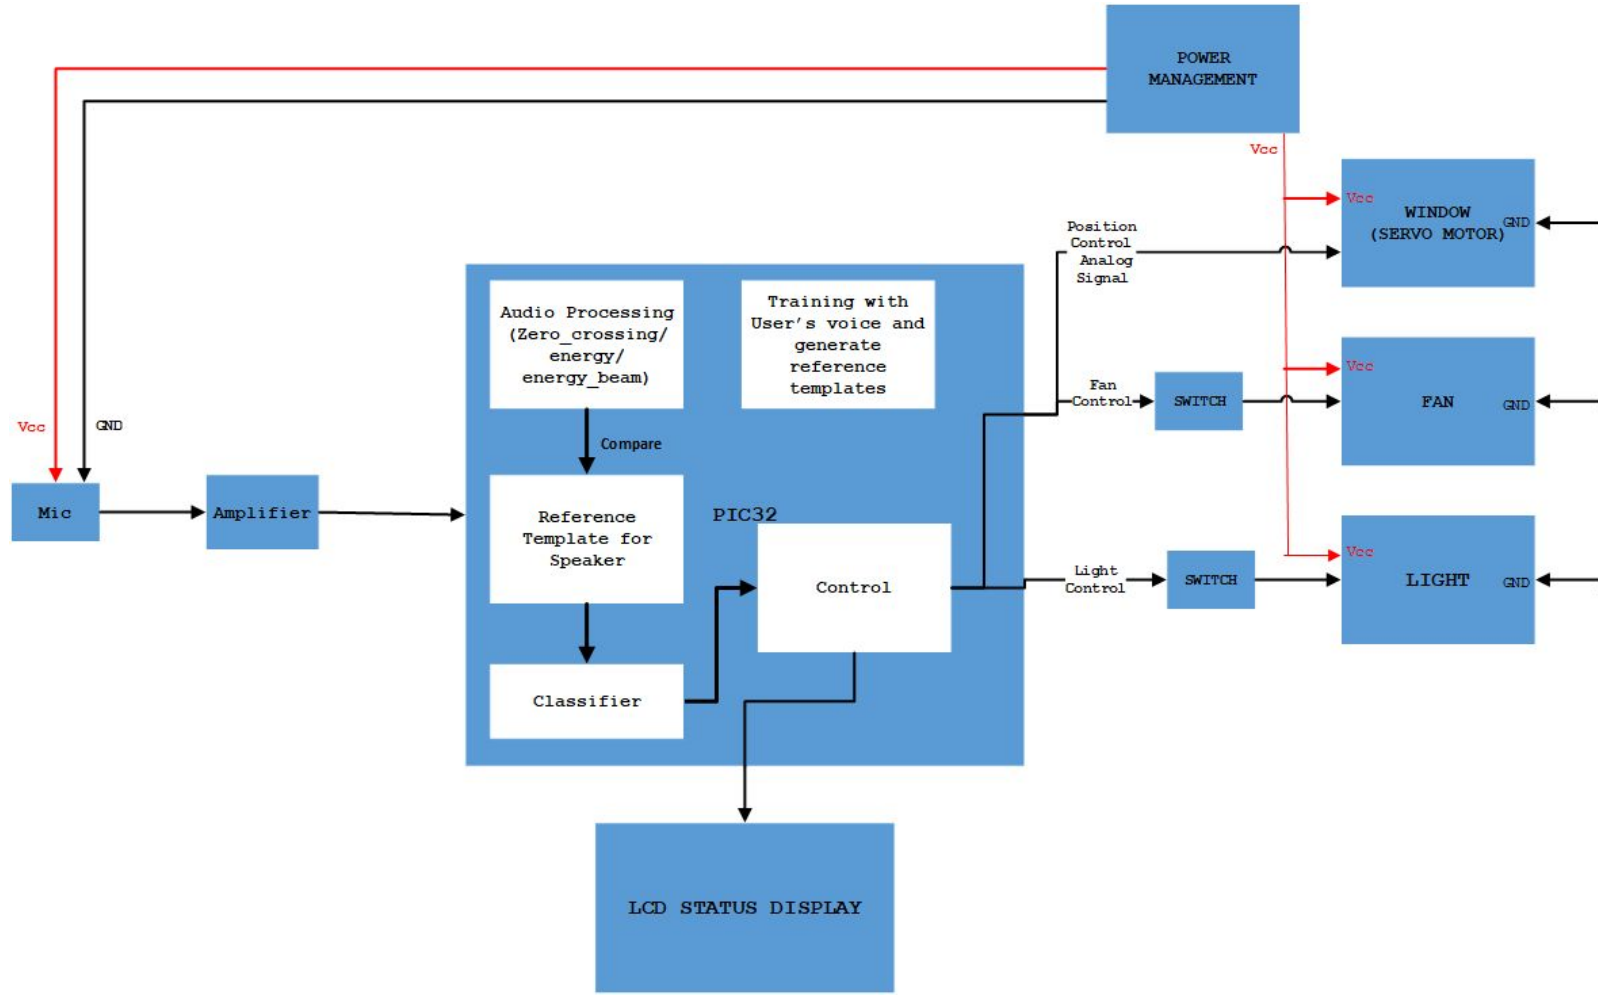 POWER
MANAGEMENT
Vcc
Vcc
WINDOW
(SERVO MOTOR)
GND
Position
Control
Analog
Signal
Audio Processing
(Zero_crossing/
energy/
energy_beam)
Training with
User's voice and
generate
reference
templates
Fan
Control
SWITCH
Vcc
FAN
GND
Vcc
GND
Compare
Mic
Amplifier
Reference
Template for
Speaker
PIC32
Control
Light
Control
SWITCH
Vcc
LIGHT
GND
Classifier
LCD STATUS DISPLAY